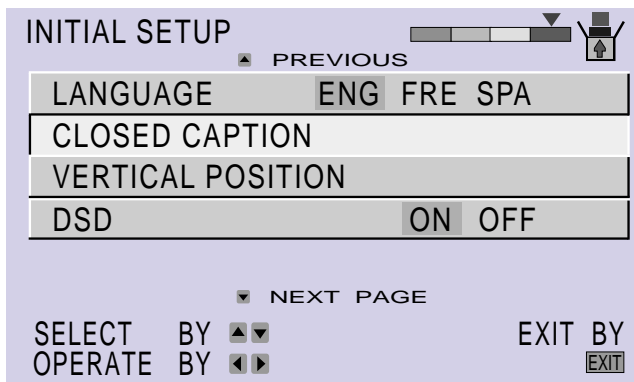 INITIAL SETUP
PREVIOUS
LANGUAGE ENG FRE SPA
CLOSED CAPTION
VERTICAL POSITION
DSD ON OFF
NEXT PAGE
SELECT BY EXIT BY
OPERATE BY EXIT